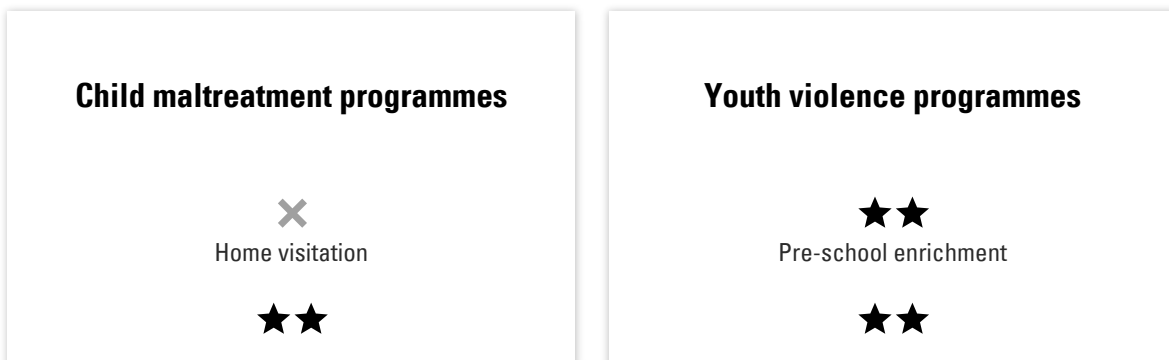 Child maltreatment programmes
Home visitation
Youth violence programmes
Pre-school enrichment